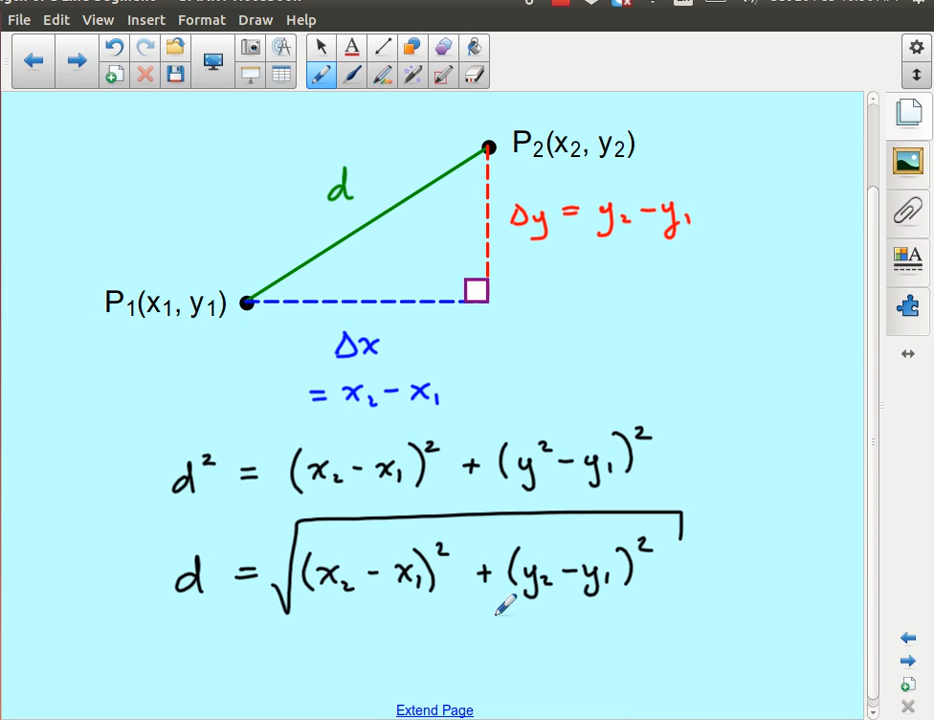 File Edit View Insert Format Draw Help
P₂(x₂, y₂)
d
Δy = y₂ - y₁
P₁(x₁, y₁)
Δx
= x₂ - x₁
d² = (x₂ - x₁)² + (y² - y₁)²
d = √(x₂ - x₁)² + (y₂ - y₁)²
Extend Page